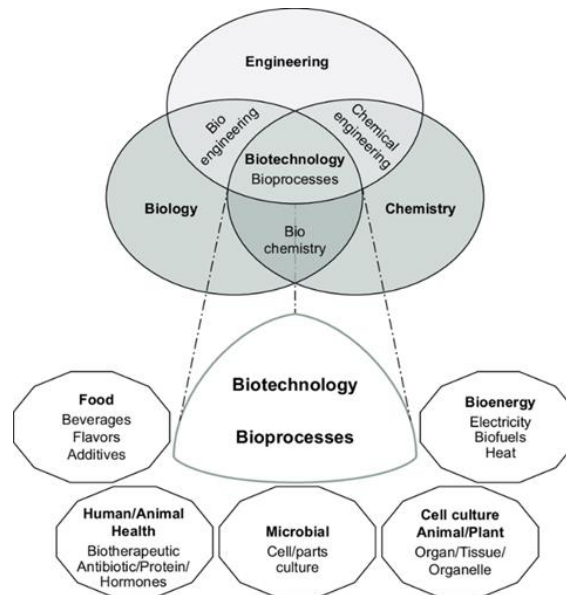 Engineering
Bio
engineering
Chemical
engineering
Biotechnology
Bioprocesses
Biology
Chemistry
Bio
chemistry
Biotechnology
Bioprocesses
Food
Beverages
Flavors
Additives
Bioenergy
Electricity
Biofuels
Heat
Human/Animal
Health
Biotherapeutic
Antibiotic/Protein/
Hormones
Microbial
Cell/parts
culture
Cell culture
Animal/Plant
Organ/Tissue/
Organelle